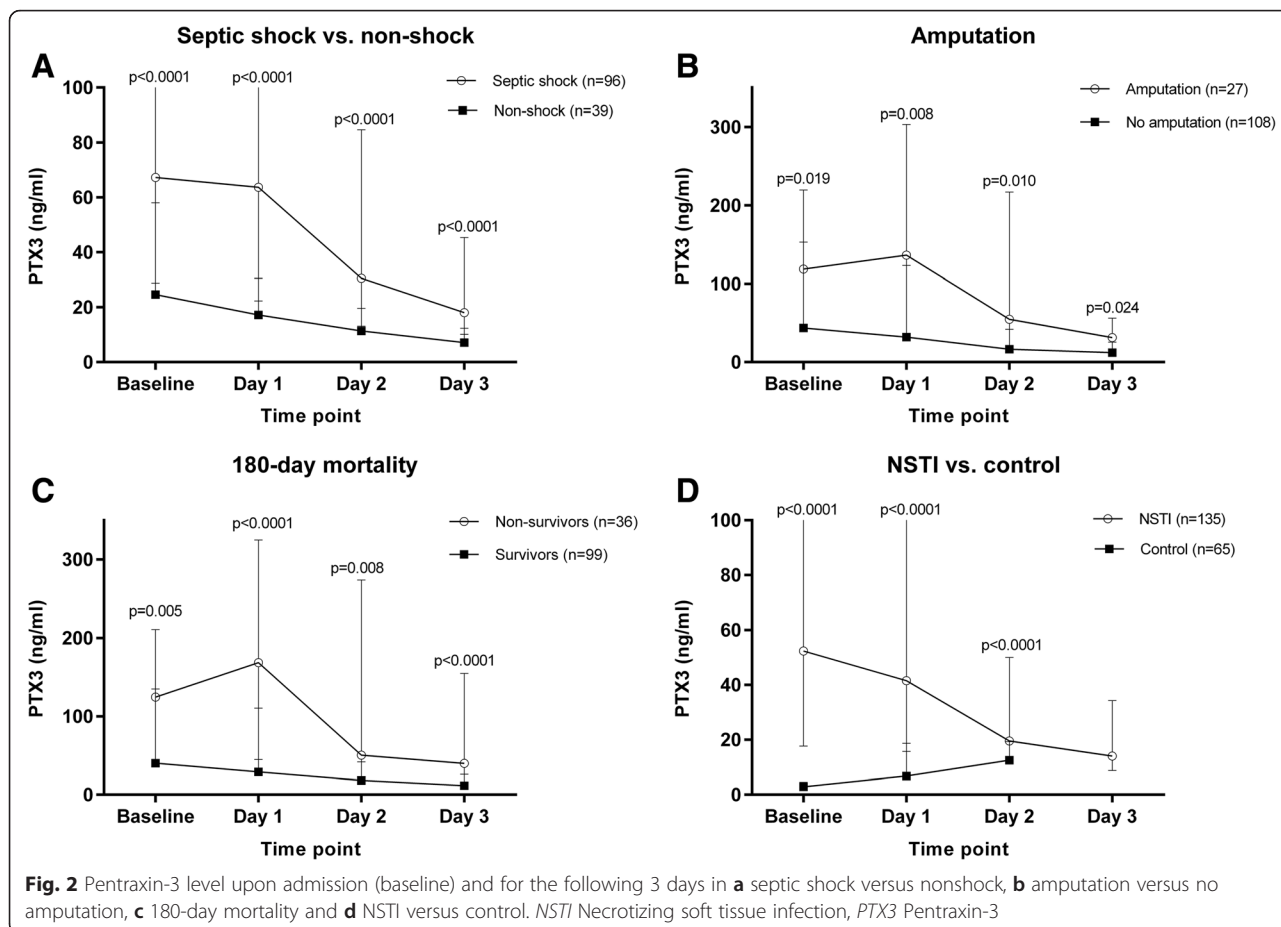 Septic shock vs. non-shock
A
p<0.0001
p<0.0001
p<0.0001
p<0.0001
Septic shock (n=96)
Non-shock (n=39)
100
80
60
40
20
0
PTX3 (ng/ml)
Baseline
Day 1
Day 2
Day 3
Time point
Amputation
B
p=0.019
p=0.008
p=0.010
p=0.024
Amputation (n=27)
No amputation (n=108)
300
200
100
0
PTX3 (ng/ml)
Baseline
Day 1
Day 2
Day 3
Time point
180-day mortality
C
p=0.005
p<0.0001
p=0.008
p<0.0001
Non-survivors (n=36)
Survivors (n=99)
300
200
100
0
PTX3 (ng/ml)
Baseline
Day 1
Day 2
Day 3
Time point
NSTI vs. control
D
p<0.0001
p<0.0001
p<0.0001
NSTI (n=135)
Control (n=65)
100
80
60
40
20
0
PTX3 (ng/ml)
Baseline
Day 1
Day 2
Day 3
Time point
Fig. 2 Pentraxin-3 level upon admission (baseline) and for the following 3 days in a septic shock versus nonshock, b amputation versus no
amputation, c 180-day mortality and d NSTI versus control. NSTI Necrotizing soft tissue infection, PTX3 Pentraxin-3